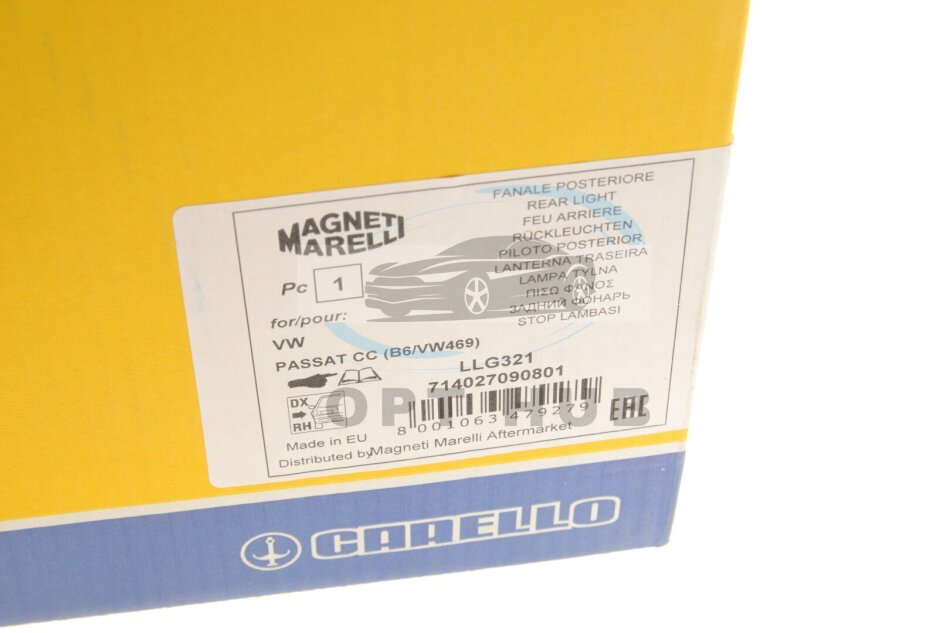 MAGNETI
MARELLI
Pc 1
for/pour:
VW
PASSAT CC (B6/VW469)
FANALE POSTERIORE
REAR LIGHT
FEU ARRIERE
RÜCKLEUCHTEN
PILOTO POSTERIOR
LANTERNA TRASEIRA
LAMPA TYLNA
ΠΙΣΩ ΦΑΝΟΣ
ЗАДНИЙ ФОНАРЬ
STOP LAMBASI
LLG321
714027090801
DX
RH
8 001063 479279
EAC
Made in EU
Distributed by Magneti Marelli Aftermarket
OPT HUB
CARELLO